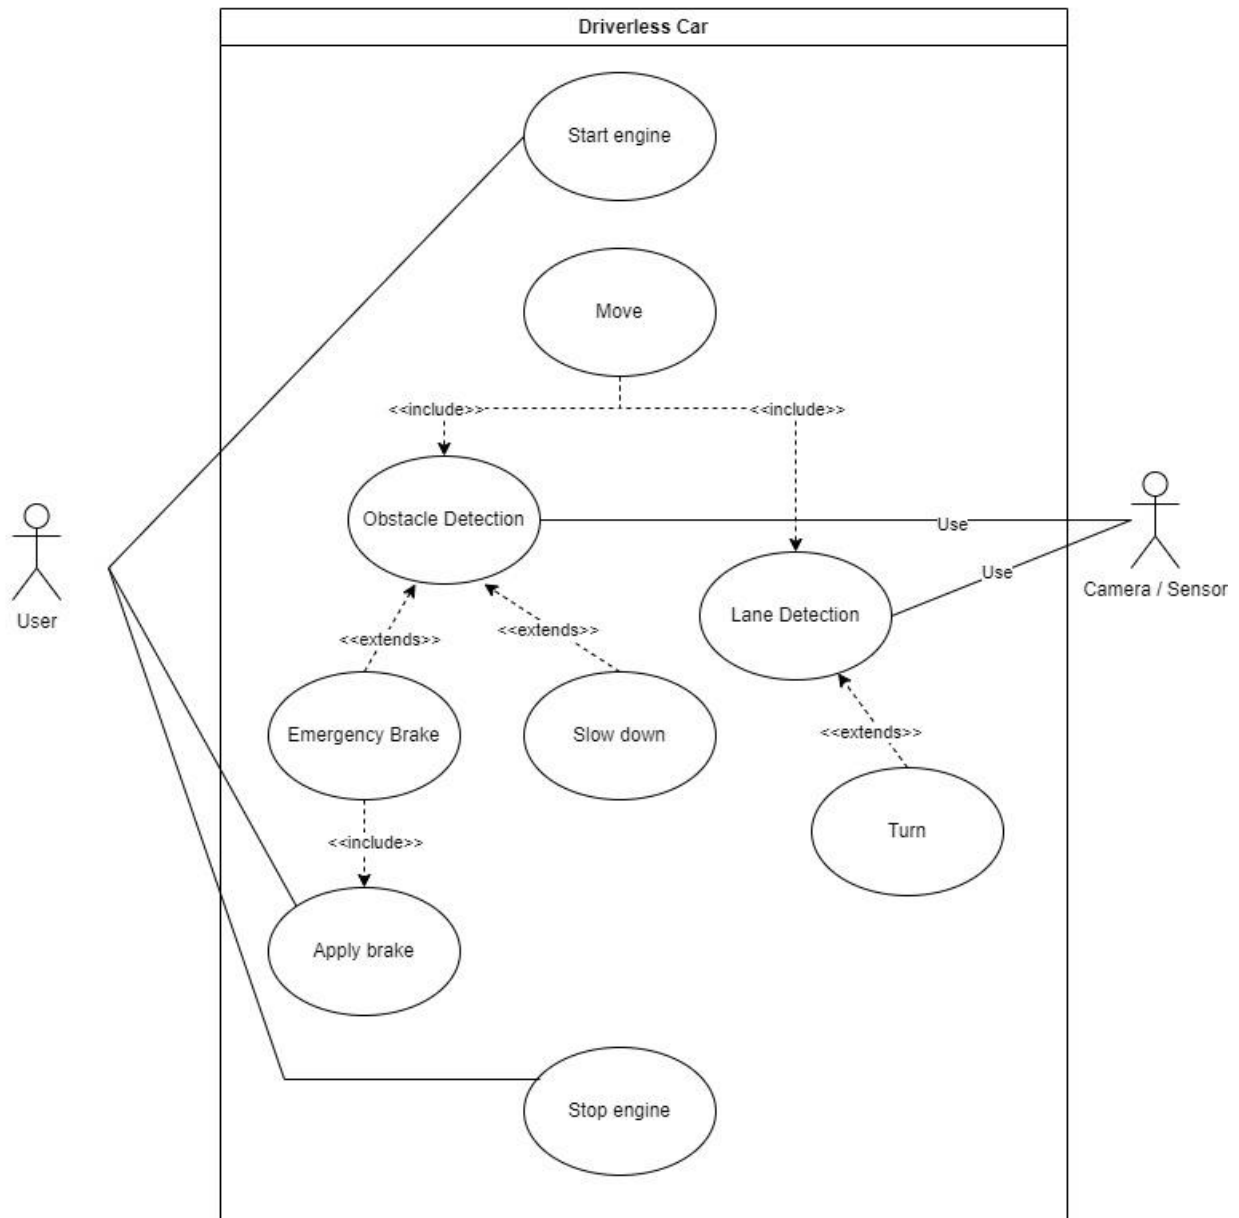 Driverless Car
Start engine
Move
<<include>>
<<include>>
Obstacle Detection
Use
Use
Lane Detection
Camera / Sensor
User
<<extends>>
<<extends>>
Emergency Brake
Slow down
<<extends>>
Turn
<<include>>
Apply brake
Stop engine